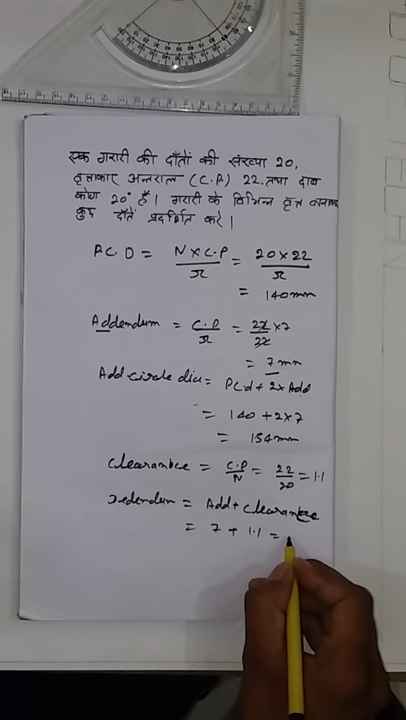 एक गरारी की दाँतों की संख्या 20,
वृत्ताकार अन्तराल (C.P.) 22, तथा दाब
कोण 20° है। गरारी के विभिन्न वृत्त बनाकर
कुछ दाँतें प्रदर्शित करें।
P.C.D = N×C.P/π = 20×22/π
= 140mm
Addendum = C.P/π = 22/22×7
= 7mm
Add circle dia = PCd + 2×Add
= 140+2×7
= 154mm
Clearance = C.P/N = 22/20 = 1.1
Dedendum = Add + Clearance
= 7 + 1.1 =